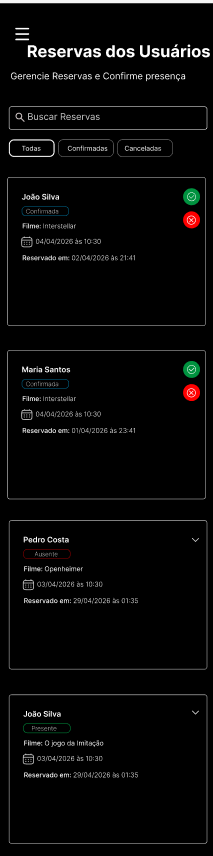 Reservas dos Usuários
Gerencie Reservas e Confirme presença
Buscar Reservas
Todas
Confirmadas
Canceladas
João Silva
Confirmada
Filme: Interstellar
04/04/2026 às 10:30
Reservado em: 02/04/2026 às 21:41
Maria Santos
Confirmada
Filme: Interstellar
04/04/2026 às 10:30
Reservado em: 01/04/2026 às 23:41
Pedro Costa
Ausente
Filme: Openheimer
03/04/2026 às 10:30
Reservado em: 29/04/2026 às 01:35
João Silva
Presente
Filme: O jogo da Imitação
03/04/2026 às 10:30
Reservado em: 29/04/2026 às 01:35